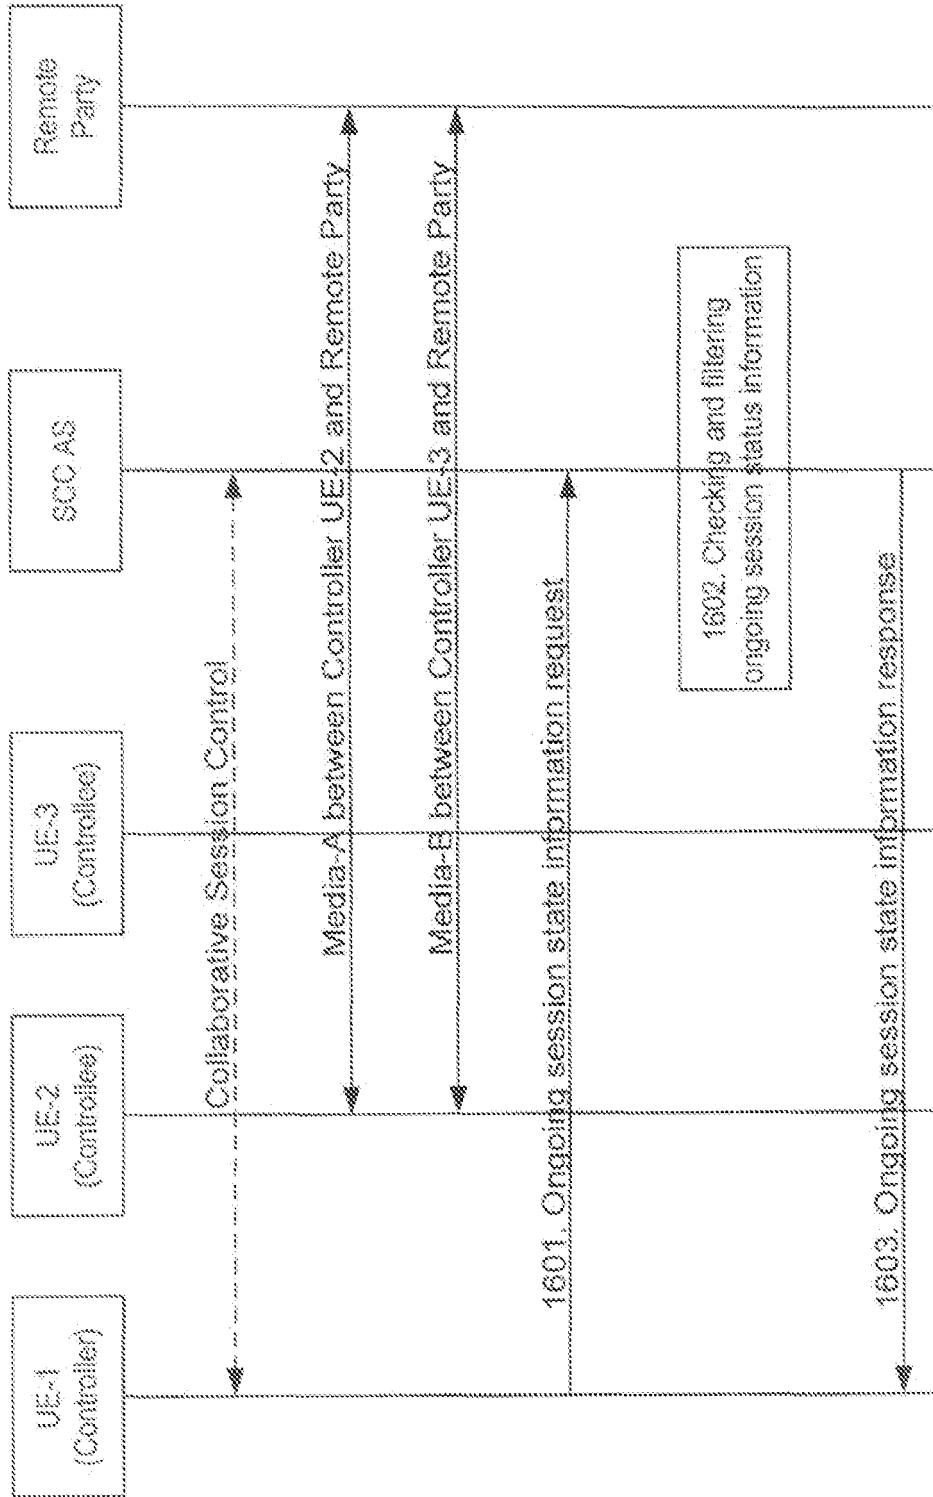 UE-1
(Controller)
UE-2
(Controllee)
UE-3
(Controllee)
SCC AS
Remote
Party
Collaborative Session Control
Media-A between Controller UE-2 and Remote Party
Media-B between Controller UE-3 and Remote Party
1601. Ongoing session state information request
1602. Checking and filtering
ongoing session status information
1603. Ongoing session state information response